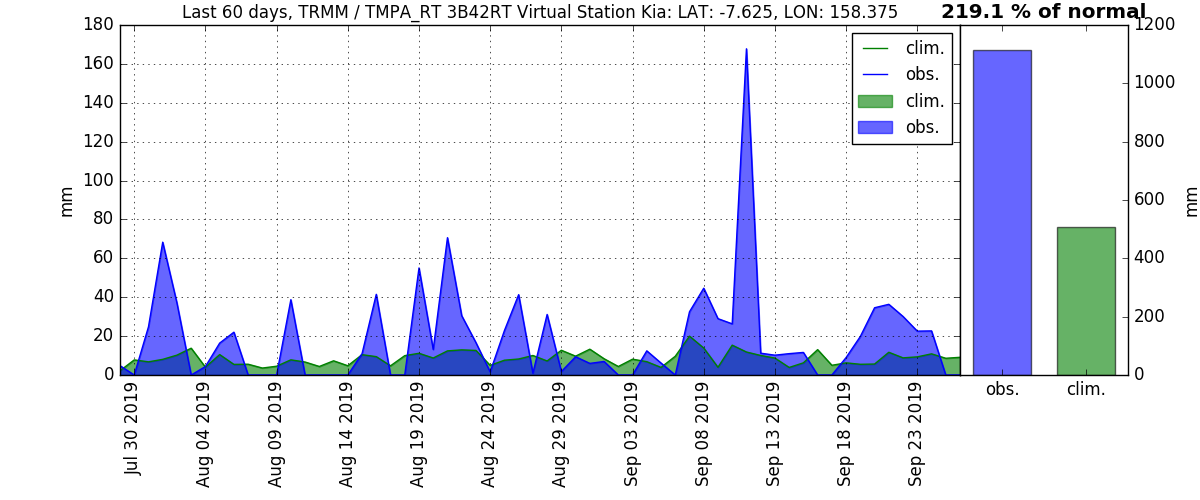 Last 60 days, TRMM / TMPA_RT 3B42RT Virtual Station Kia: LAT: -7.625, LON: 158.375
219.1 % of normal
mm
180
160
140
120
100
80
60
40
20
0
clim.
obs.
clim.
obs.
Jul 30 2019
Aug 04 2019
Aug 09 2019
Aug 14 2019
Aug 19 2019
Aug 24 2019
Aug 29 2019
Sep 03 2019
Sep 08 2019
Sep 13 2019
Sep 18 2019
Sep 23 2019
1200
1000
800
600
400
200
0
mm
obs.
clim.